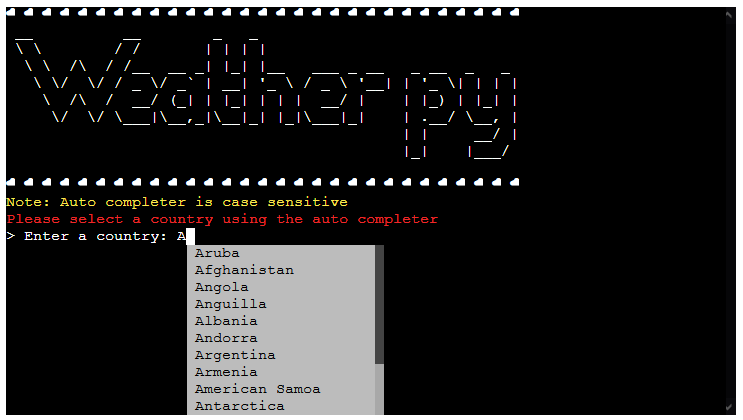 Weather py
Note: Auto completer is case sensitive
Please select a country using the auto completer
> Enter a country: A
Aruba
Afghanistan
Angola
Anguilla
Albania
Andorra
Argentina
Armenia
American Samoa
Antarctica